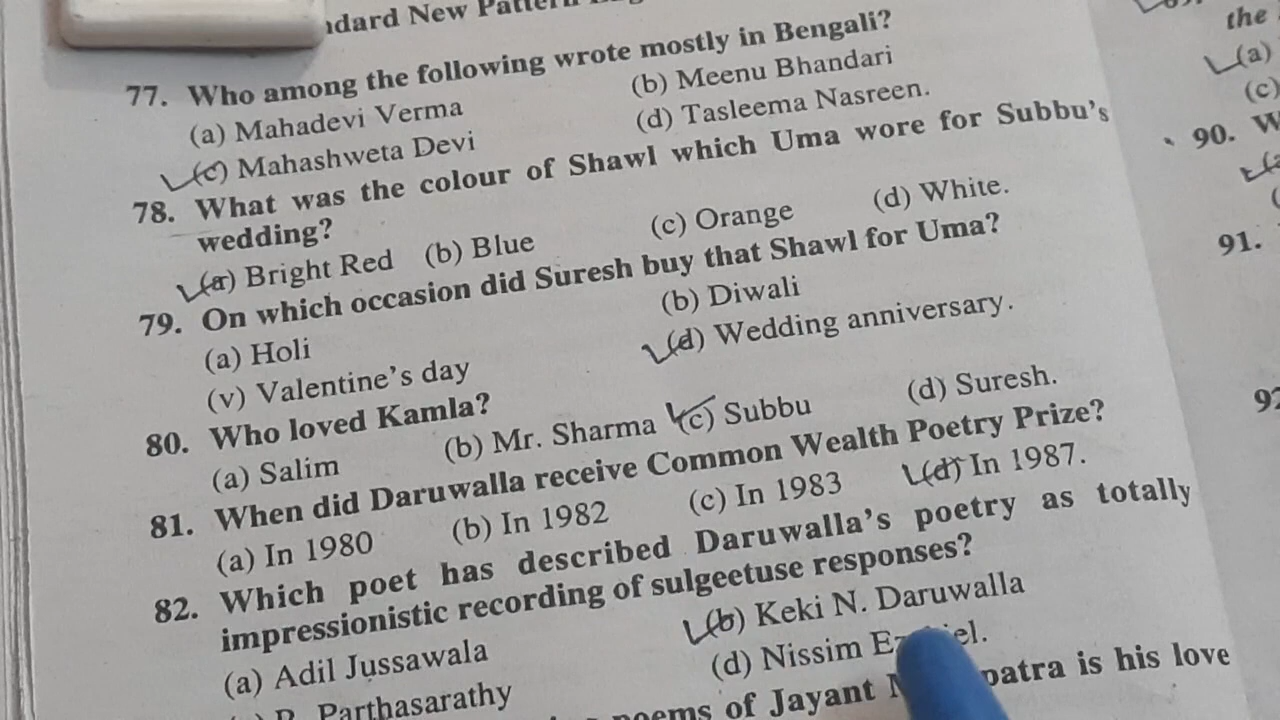 ndard New Pattern
77. Who among the following wrote mostly in Bengali?
(a) Mahadevi Verma (b) Meenu Bhandari
(c) Mahashweta Devi (d) Tasleema Nasreen.
78. What was the colour of Shawl which Uma wore for Subbu's
wedding?
(a) Bright Red (b) Blue (c) Orange (d) White.
79. On which occasion did Suresh buy that Shawl for Uma?
(a) Holi (b) Diwali
(v) Valentine's day (d) Wedding anniversary.
80. Who loved Kamla?
(a) Salim (b) Mr. Sharma (c) Subbu (d) Suresh.
81. When did Daruwalla receive Common Wealth Poetry Prize?
(a) In 1980 (b) In 1982 (c) In 1983 (d) In 1987.
82. Which poet has described Daruwalla's poetry as totally
impressionistic recording of sulgeetuse responses?
(a) Adil Jussawala (b) Keki N. Daruwalla
Parthasarathy (d) Nissim
poems of Jayant patra is his love
the
(a)
(c)
90. W
91.
92